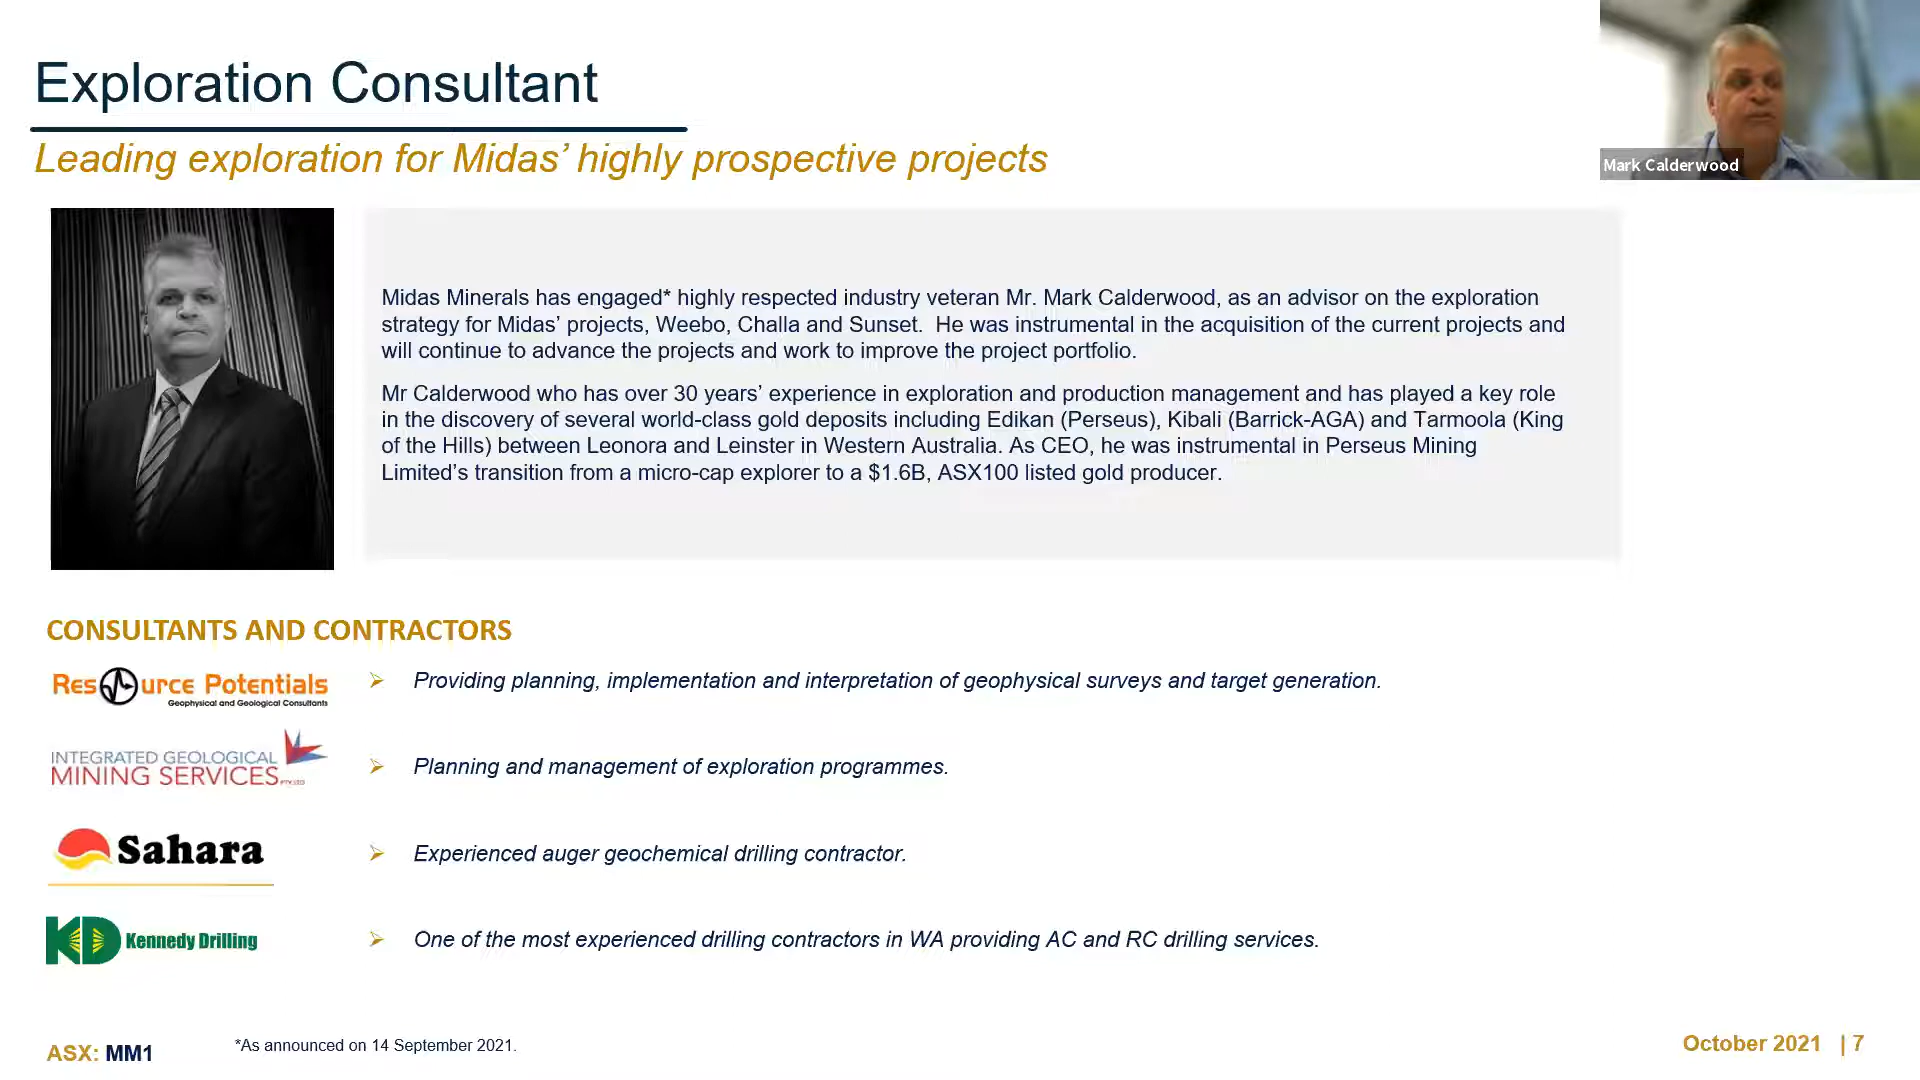 Exploration Consultant
Mark Calderwood
Leading exploration for Midas’ highly prospective projects
Midas Minerals has engaged* highly respected industry veteran Mr. Mark Calderwood, as an advisor on the exploration
strategy for Midas’ projects, Weebo, Challa and Sunset.  He was instrumental in the acquisition of the current projects and
will continue to advance the projects and work to improve the project portfolio.
Mr Calderwood who has over 30 years’ experience in exploration and production management and has played a key role
in the discovery of several world-class gold deposits including Edikan (Perseus), Kibali (Barrick-AGA) and Tarmoola (King
of the Hills) between Leonora and Leinster in Western Australia. As CEO, he was instrumental in Perseus Mining
Limited’s transition from a micro-cap explorer to a $1.6B, ASX100 listed gold producer.
CONSULTANTS AND CONTRACTORS
Resource Potentials
Geophysical and Geological Consultants
➢ Providing planning, implementation and interpretation of geophysical surveys and target generation.
INTEGRATED GEOLOGICAL
MINING SERVICES PTY LTD
➢ Planning and management of exploration programmes.
Sahara
➢ Experienced auger geochemical drilling contractor.
KD Kennedy Drilling
➢ One of the most experienced drilling contractors in WA providing AC and RC drilling services.
ASX: MM1
*As announced on 14 September 2021.
October 2021 | 7